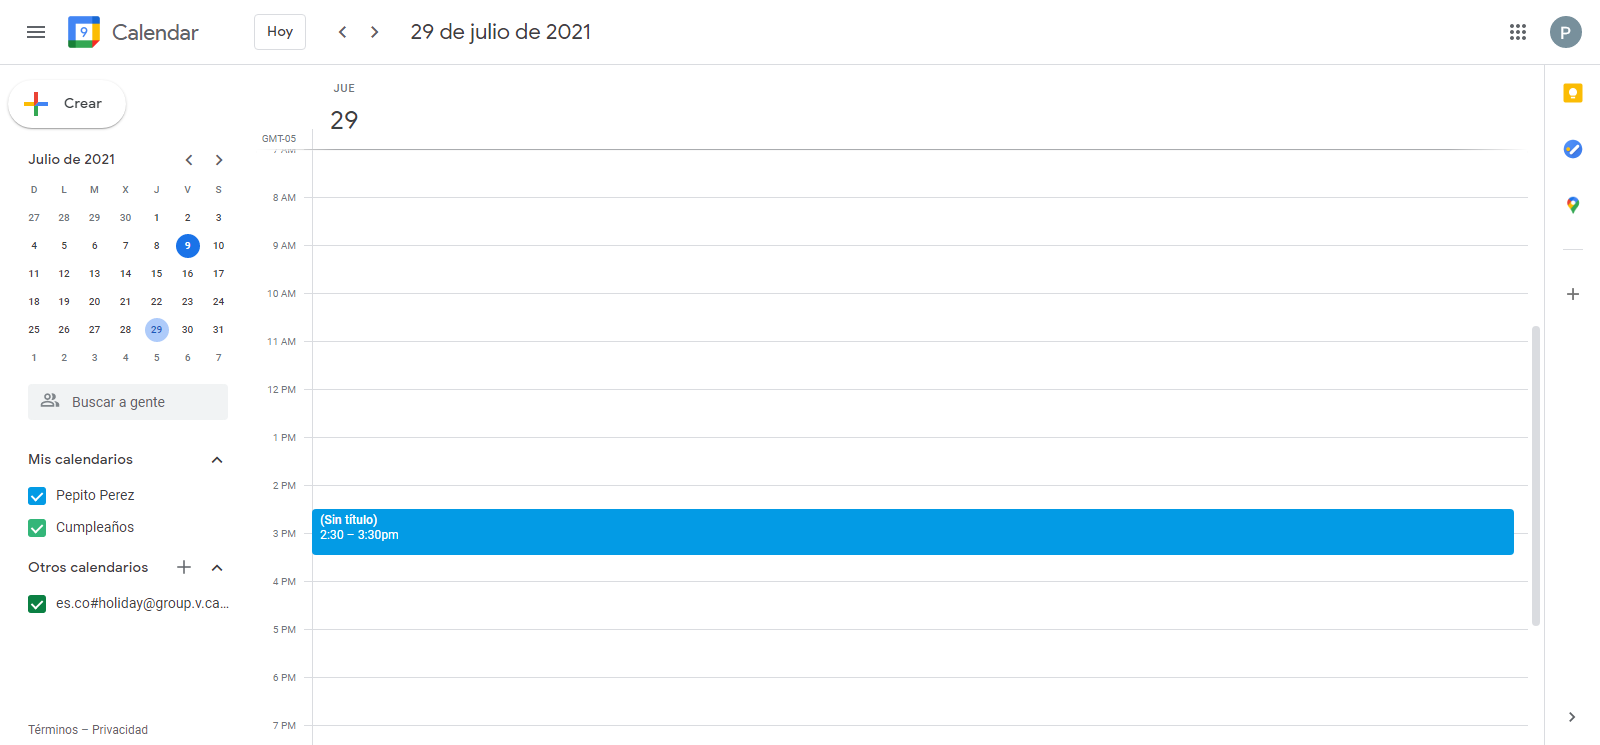 9 Calendar Hoy 29 de julio de 2021 P
Crear
Julio de 2021
D L M X J V S
27 28 29 30 1 2 3
4 5 6 7 8 9 10
11 12 13 14 15 16 17
18 19 20 21 22 23 24
25 26 27 28 29 30 31
1 2 3 4 5 6 7
Buscar a gente
Mis calendarios
Pepito Perez
Cumpleaños
Otros calendarios
es.co#holiday@group.v.ca...
Términos – Privacidad
JUE
29
GMT-05
7 AM
8 AM
9 AM
10 AM
11 AM
12 PM
1 PM
2 PM
(Sin título)
2:30 – 3:30pm
3 PM
4 PM
5 PM
6 PM
7 PM